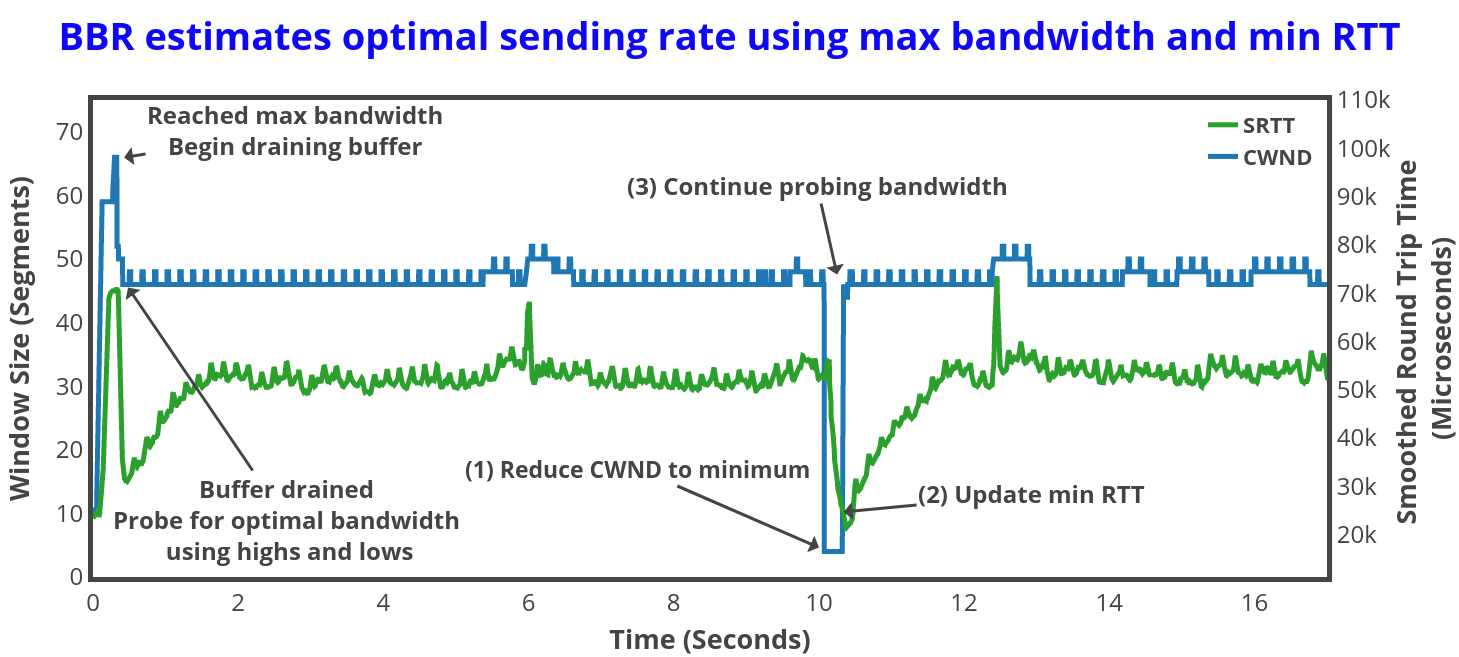 BBR estimates optimal sending rate using max bandwidth and min RTT
Reached max bandwidth
Begin draining buffer
SRTT
CWND
(3) Continue probing bandwidth
(1) Reduce CWND to minimum
(2) Update min RTT
Buffer drained
Probe for optimal bandwidth
using highs and lows
Window Size (Segments)
70
60
50
40
30
20
10
0
110k
100k
90k
80k
70k
60k
50k
40k
30k
20k
Smoothed Round Trip Time
(Microseconds)
0 2 4 6 8 10 12 14 16
Time (Seconds)